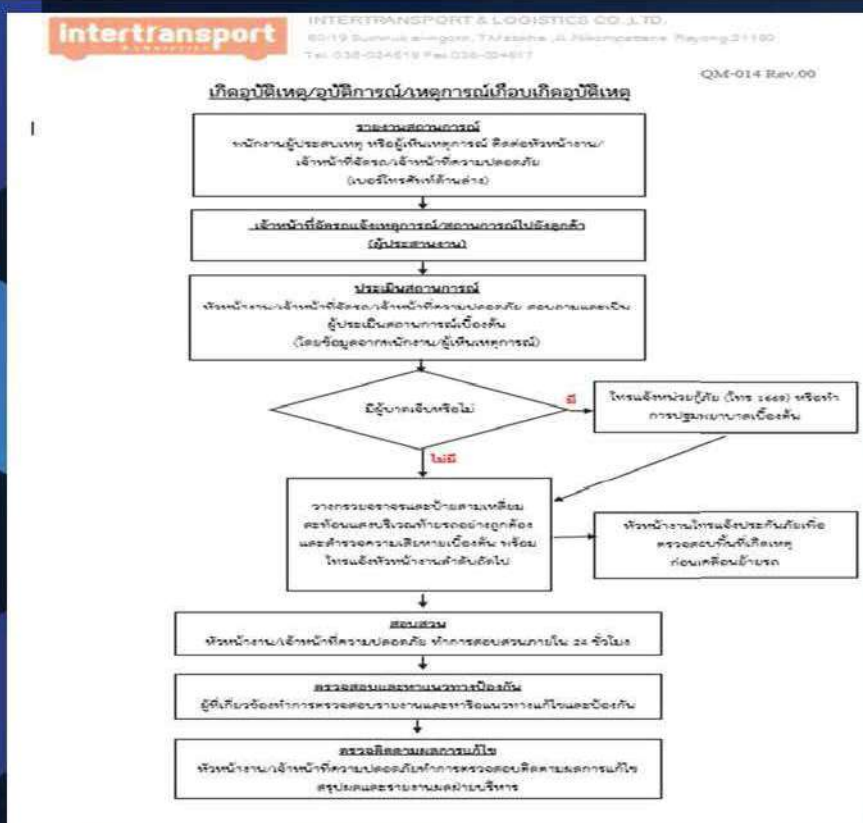 intertransport
& LOGISTICS
INTERTRANSPORT & LOGISTICS CO.,LTD.
QM-014 Rev.00
เกิดอุบัติเหตุ/อุบัติการณ์/เหตุการณ์เกือบเกิดอุบัติเหตุ
รายงานสถานการณ์
พนักงานผู้ประสบเหตุ หรือผู้เห็นเหตุการณ์ ติดต่อหัวหน้างาน/
เจ้าหน้าที่จัดรถ/เจ้าหน้าที่ความปลอดภัย
(เบอร์โทรศัพท์ด้านล่าง)
เจ้าหน้าที่จัดรถแจ้งเหตุการณ์/สถานการณ์ไปยังลูกค้า
(ผู้ประสานงาน)
ประเมินสถานการณ์
หัวหน้างาน/เจ้าหน้าที่จัดรถ/เจ้าหน้าที่ความปลอดภัย สอบถามและเป็น
ผู้ประเมินสถานการณ์เบื้องต้น
(โดยข้อมูลจากพนักงาน/ผู้เห็นเหตุการณ์)
มีผู้บาดเจ็บหรือไม่
มี
โทรแจ้งหน่วยกู้ภัย (โทร 1669) หรือทำ
การปฐมพยาบาลเบื้องต้น
ไม่มี
วางกรวยจราจรและป้ายสามเหลี่ยม
สะท้อนแสงบริเวณท้ายรถอย่างถูกต้อง
และสำรวจความเสียหายเบื้องต้น พร้อม
โทรแจ้งหัวหน้างานลำดับถัดไป
หัวหน้างานโทรแจ้งประกันภัยเพื่อ
ตรวจสอบพื้นที่เกิดเหตุ
ก่อนเคลื่อนย้ายรถ
สอบสวน
หัวหน้างาน/เจ้าหน้าที่ความปลอดภัย ทำการสอบสวนภายใน 24 ชั่วโมง
ตรวจสอบและหาแนวทางป้องกัน
ผู้ที่เกี่ยวข้องทำการตรวจสอบรายงานและหารือแนวทางแก้ไขและป้องกัน
ตรวจติดตามผลการแก้ไข
หัวหน้างาน/เจ้าหน้าที่ความปลอดภัยทำการตรวจสอบติดตามผลการแก้ไข
สรุปผลและรายงานผลฝ่ายบริหาร